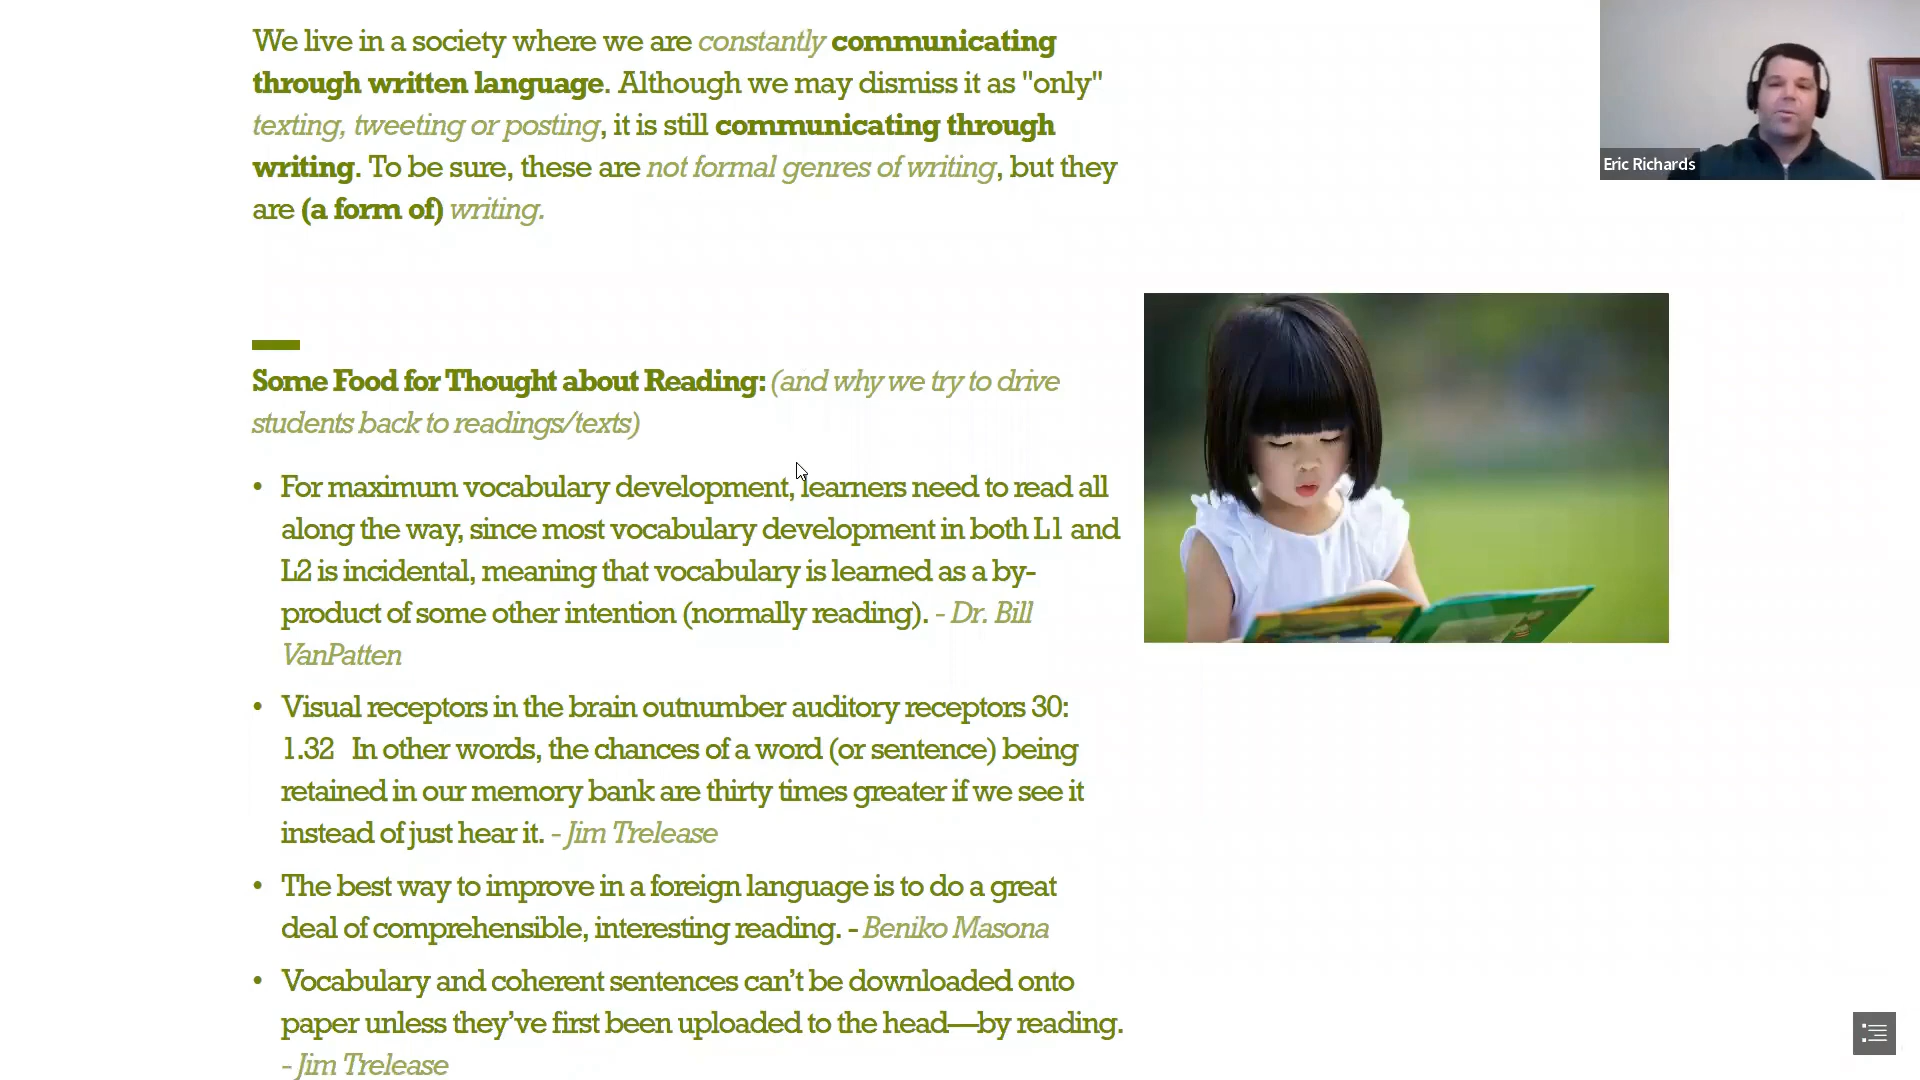 We live in a society where we are constantly communicating
through written language. Although we may dismiss it as "only"
texting, tweeting or posting, it is still communicating through
writing. To be sure, these are not formal genres of writing, but they
are (a form of) writing.
Eric Richards
Some Food for Thought about Reading: (and why we try to drive
students back to readings/texts)
• For maximum vocabulary development, learners need to read all
along the way, since most vocabulary development in both L1 and
L2 is incidental, meaning that vocabulary is learned as a by-
product of some other intention (normally reading). - Dr. Bill
VanPatten
• Visual receptors in the brain outnumber auditory receptors 30:
1.32 In other words, the chances of a word (or sentence) being
retained in our memory bank are thirty times greater if we see it
instead of just hear it. - Jim Trelease
• The best way to improve in a foreign language is to do a great
deal of comprehensible, interesting reading. - Beniko Masona
• Vocabulary and coherent sentences can’t be downloaded onto
paper unless they’ve first been uploaded to the head—by reading.
- Jim Trelease